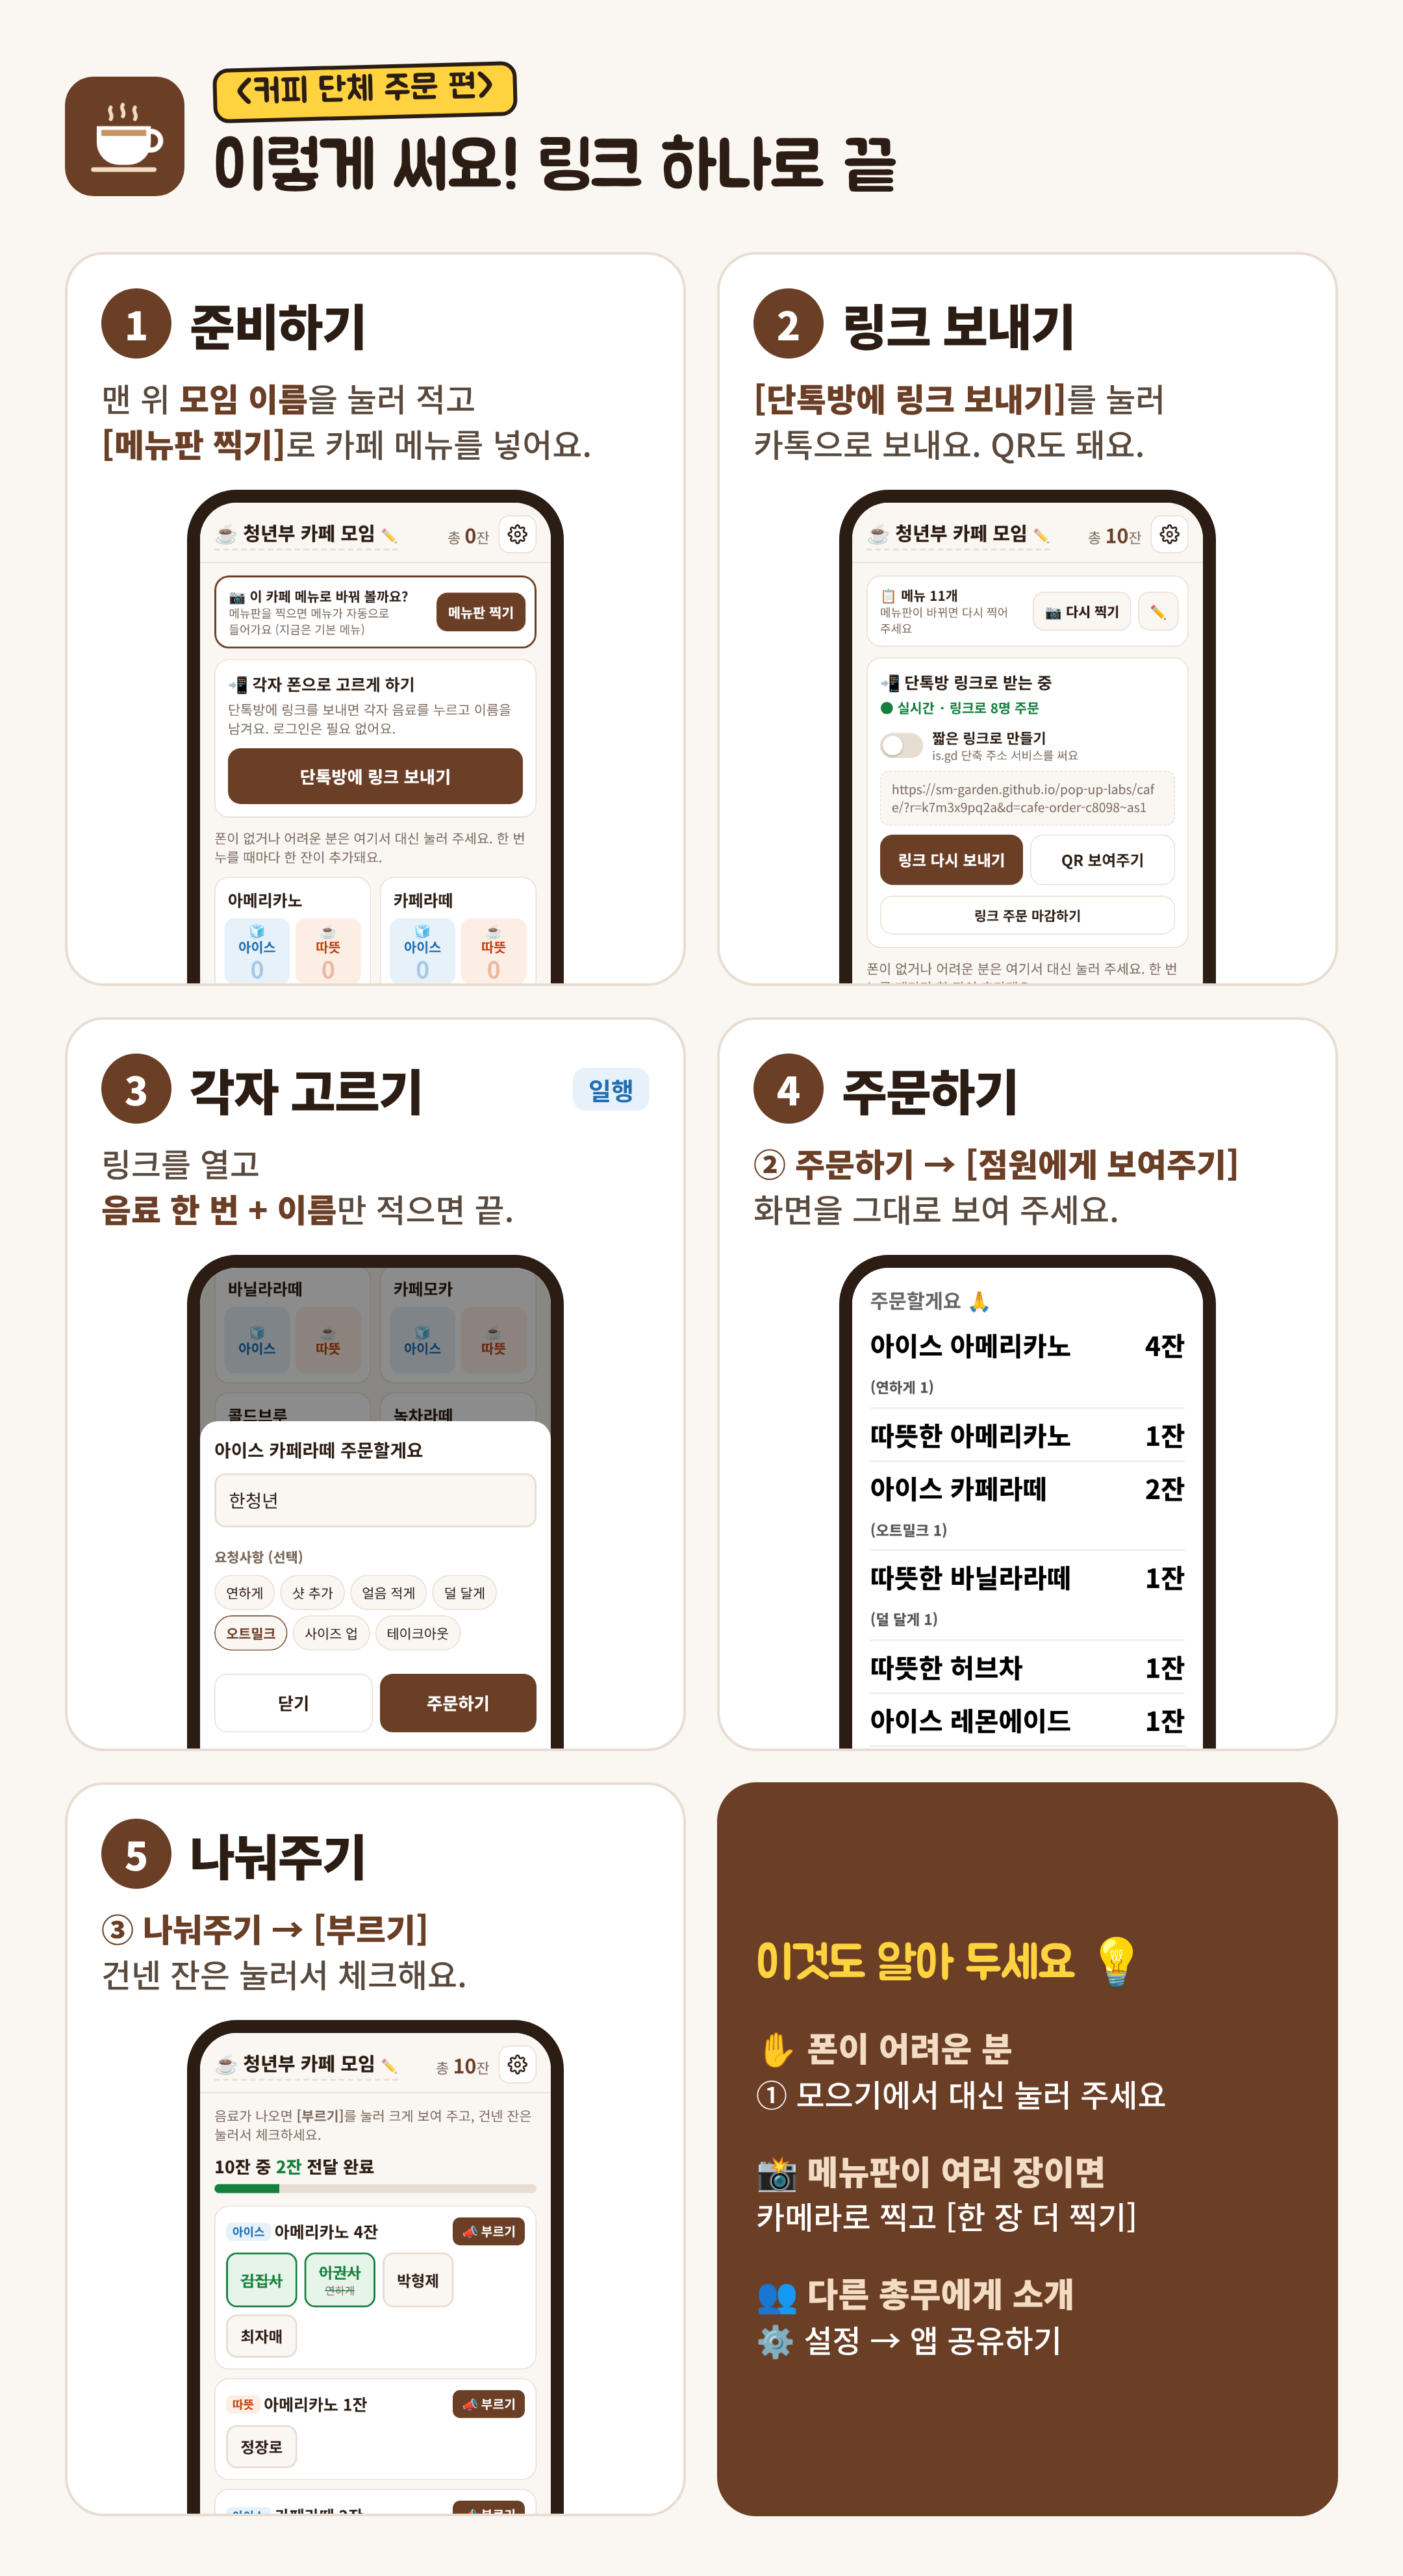 <커피 단체 주문 편>
이렇게 써요! 링크 하나로 끝
1 준비하기
맨 위 모임 이름을 눌러 적고
[메뉴판 찍기]로 카페 메뉴를 넣어요.
☕ 청년부 카페 모임 ✏️ 총 0잔
📷 이 카페 메뉴로 바꿔 볼까요?
메뉴판을 찍으면 메뉴가 자동으로
들어가요 (지금은 기본 메뉴)
메뉴판 찍기
📲 각자 폰으로 고르게 하기
단톡방에 링크를 보내면 각자 음료를 누르고 이름을
남겨요. 로그인은 필요 없어요.
단톡방에 링크 보내기
폰이 없거나 어려운 분은 여기서 대신 눌러 주세요. 한 번
누를 때마다 한 잔이 추가돼요.
아메리카노 카페라떼
아이스 따뜻 아이스 따뜻
0 0 0 0
2 링크 보내기
[단톡방에 링크 보내기]를 눌러
카톡으로 보내요. QR도 돼요.
☕ 청년부 카페 모임 ✏️ 총 10잔
📋 메뉴 11개
메뉴판이 바뀌면 다시 찍어
주세요
📷 다시 찍기 ✏️
📲 단톡방 링크로 받는 중
실시간 · 링크로 8명 주문
짧은 링크로 만들기
is.gd 단축 주소 서비스를 써요
https://sm-garden.github.io/pop-up-labs/caf
e/?r=k7m3x9pq2a&d=cafe-order-c8098~as1
링크 다시 보내기 QR 보여주기
링크 주문 마감하기
폰이 없거나 어려운 분은 여기서 대신 눌러 주세요. 한 번
3 각자 고르기 일행
링크를 열고
음료 한 번 + 이름만 적으면 끝.
바닐라라떼 카페모카
아이스 따뜻 아이스 따뜻
콜드브루 녹차라떼
아이스 카페라떼 주문할게요
한청년
요청사항 (선택)
연하게 샷 추가 얼음 적게 덜 달게
오트밀크 사이즈 업 테이크아웃
닫기 주문하기
4 주문하기
② 주문하기 → [점원에게 보여주기]
화면을 그대로 보여 주세요.
주문할게요 🙏
아이스 아메리카노 4잔
(연하게 1)
따뜻한 아메리카노 1잔
아이스 카페라떼 2잔
(오트밀크 1)
따뜻한 바닐라라떼 1잔
(덜 달게 1)
따뜻한 허브차 1잔
아이스 레몬에이드 1잔
5 나눠주기
③ 나눠주기 → [부르기]
건넨 잔은 눌러서 체크해요.
☕ 청년부 카페 모임 ✏️ 총 10잔
음료가 나오면 [부르기]를 눌러 크게 보여 주고, 건넨 잔은
눌러서 체크하세요.
10잔 중 2잔 전달 완료
아이스 아메리카노 4잔 📣 부르기
김집사 이권사 박형제
연하게
최자매
따뜻 아메리카노 1잔 📣 부르기
정장로
아이스 카페라떼 2잔 📣 부르기
이것도 알아 두세요 💡
✋ 폰이 어려운 분
① 모으기에서 대신 눌러 주세요
📸 메뉴판이 여러 장이면
카메라로 찍고 [한 장 더 찍기]
👥 다른 총무에게 소개
⚙️ 설정 → 앱 공유하기